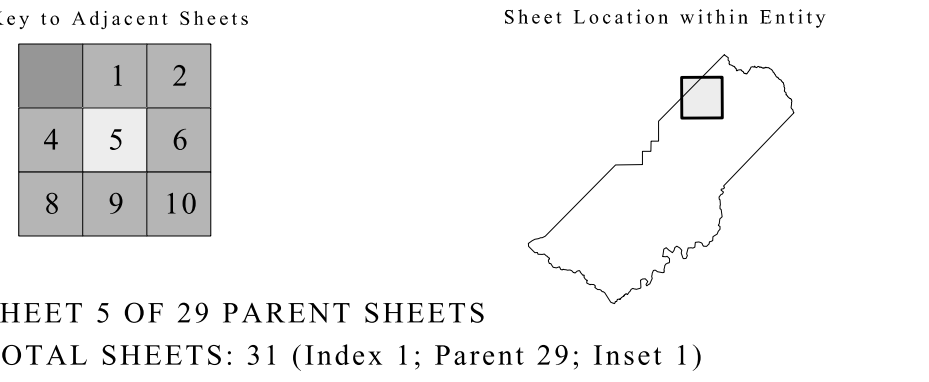 ey to Adjacent Sheets
Sheet Location within Entity
1 2
4 5 6
8 9 10
HEET 5 OF 29 PARENT SHEETS
OTAL SHEETS: 31 (Index 1; Parent 29; Inset 1)